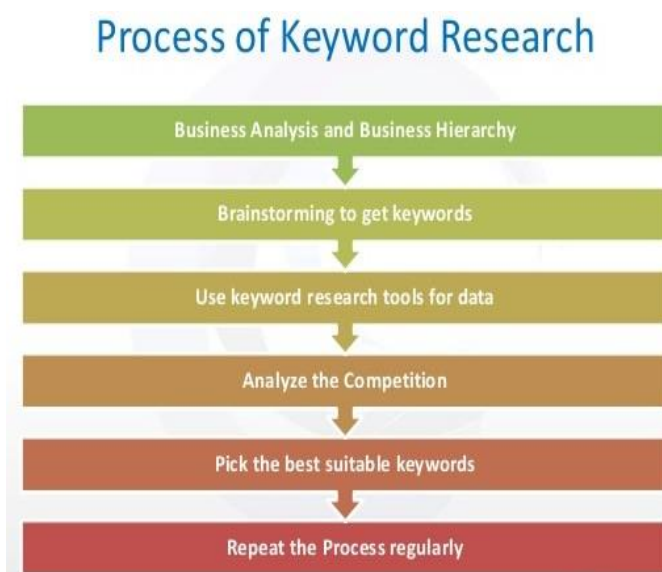 Process of Keyword Research
Business Analysis and Business Hierarchy
Brainstorming to get keywords
Use keyword research tools for data
Analyze the Competition
Pick the best suitable keywords
Repeat the Process regularly